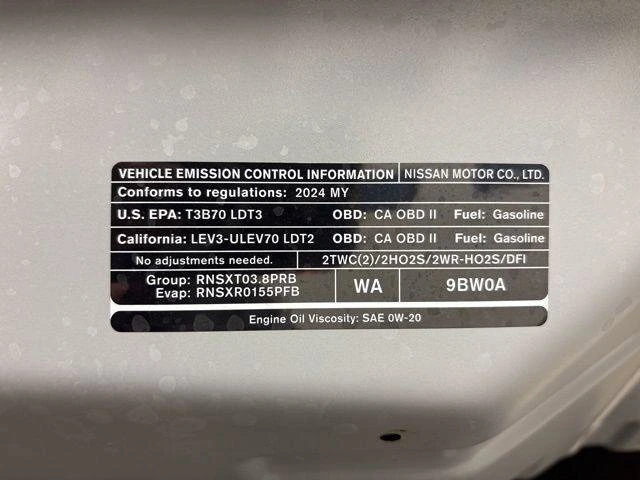 VEHICLE EMISSION CONTROL INFORMATION NISSAN MOTOR CO., LTD.
Conforms to regulations: 2024 MY
U.S. EPA: T3B70 LDT3 OBD: CA OBD II Fuel: Gasoline
California: LEV3-ULEV70 LDT2 OBD: CA OBD II Fuel: Gasoline
No adjustments needed. 2TWC(2)/2HO2S/2WR-HO2S/DFI
Group: RNSXT03.8PRB
Evap: RNSXR0155PFB
WA 9BW0A
Engine Oil Viscosity: SAE 0W-20